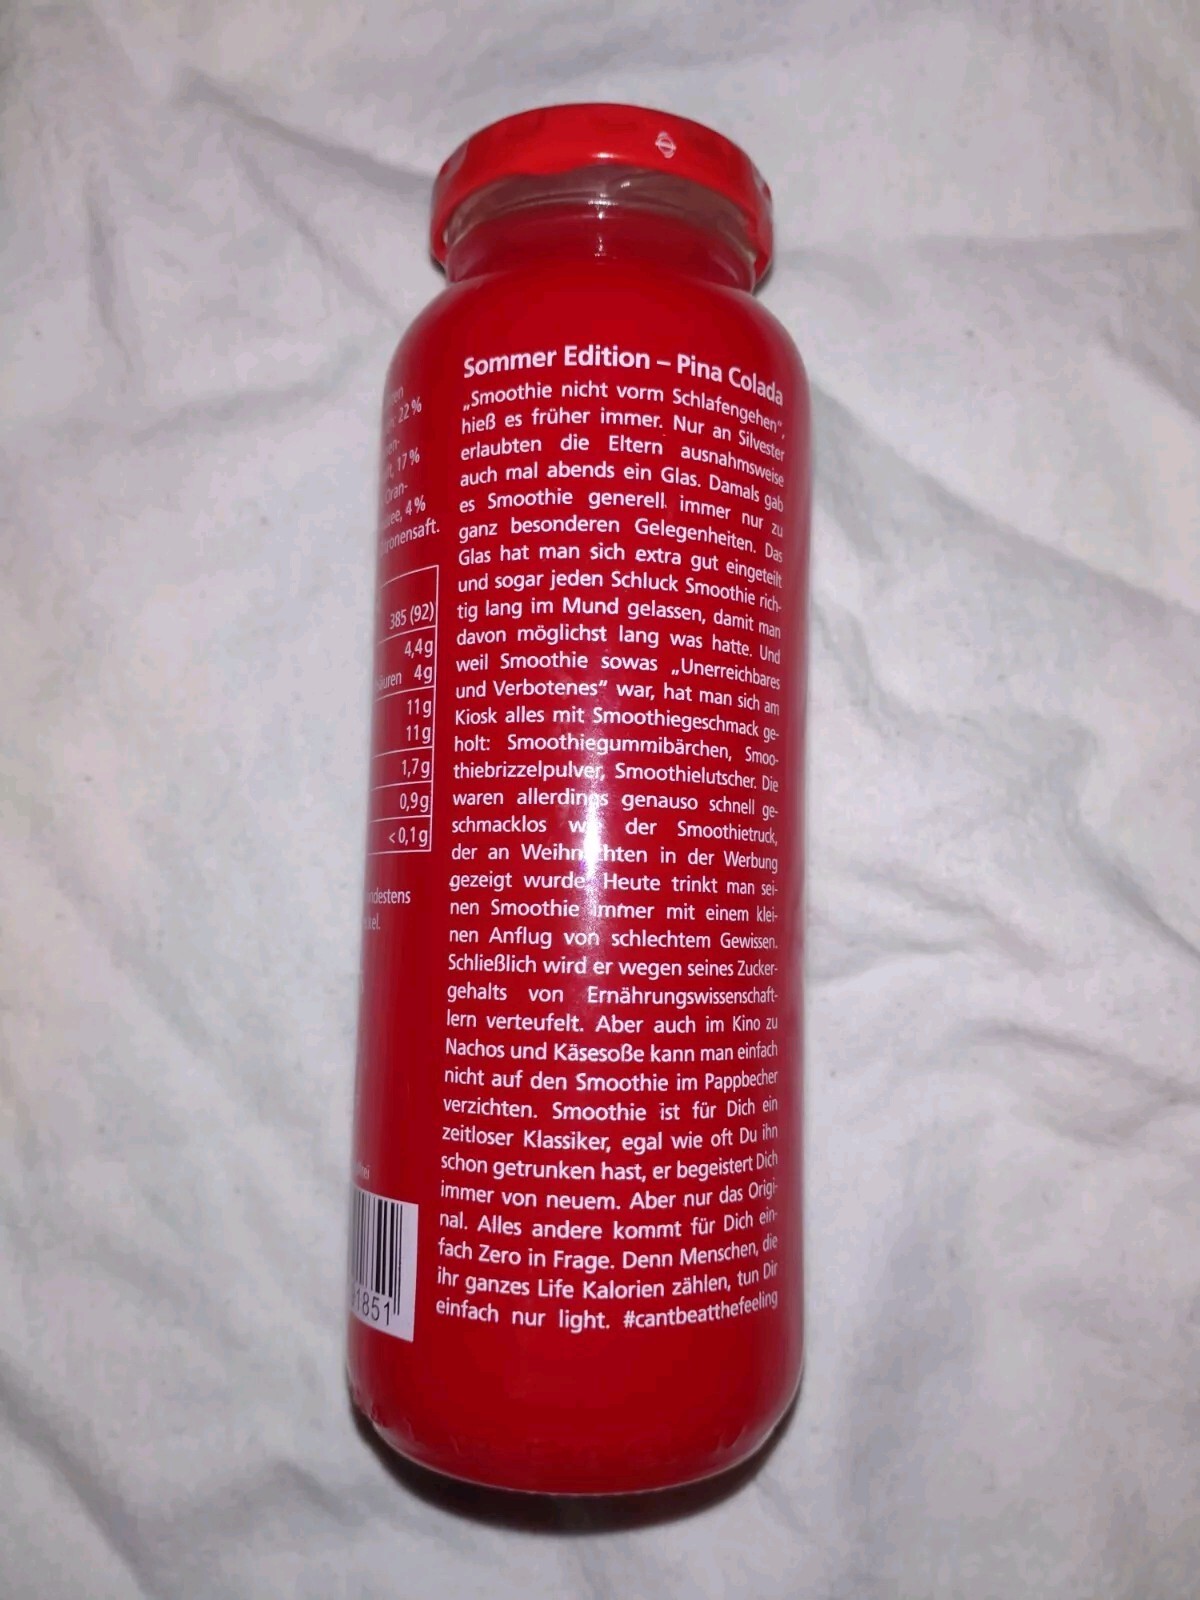 Sommer Edition – Pina Colada
„Smoothie nicht vorm Schlafengehen“,
hieß es früher immer. Nur an Silvester
erlaubten die Eltern ausnahmsweise
auch mal abends ein Glas. Damals gab
es Smoothie generell immer nur zu
ganz besonderen Gelegenheiten. Das
Glas hat man sich extra gut eingeteilt
und sogar jeden Schluck Smoothie rich-
tig lang im Mund gelassen, damit man
davon möglichst lang was hatte. Und
weil Smoothie sowas „Unerreichbares
und Verbotenes“ war, hat man sich am
Kiosk alles mit Smoothiegeschmack ge-
holt: Smoothiegummibärchen, Smoo-
thiebrizzelpulver, Smoothielutscher. Die
waren allerdings genauso schnell ge-
schmacklos wie der Smoothietruck,
der an Weihnachten in der Werbung
gezeigt wurde. Heute trinkt man sei-
nen Smoothie immer mit einem klei-
nen Anflug von schlechtem Gewissen.
Schließlich wird er wegen seines Zucker-
gehalts von Ernährungswissenschaft-
lern verteufelt. Aber auch im Kino zu
Nachos und Käsesoße kann man einfach
nicht auf den Smoothie im Pappbecher
verzichten. Smoothie ist für Dich ein
zeitloser Klassiker, egal wie oft Du ihn
schon getrunken hast, er begeistert Dich
immer von neuem. Aber nur das Origi-
nal. Alles andere kommt für Dich ein-
fach Zero in Frage. Denn Menschen, die
ihr ganzes Life Kalorien zählen, tun Dir
einfach nur light. #cantbeatthefeeling
22 %
17 %
4 %
385 (92)
4,4g
4g
11g
11g
1,7g
0,9g
<0,1g
1851